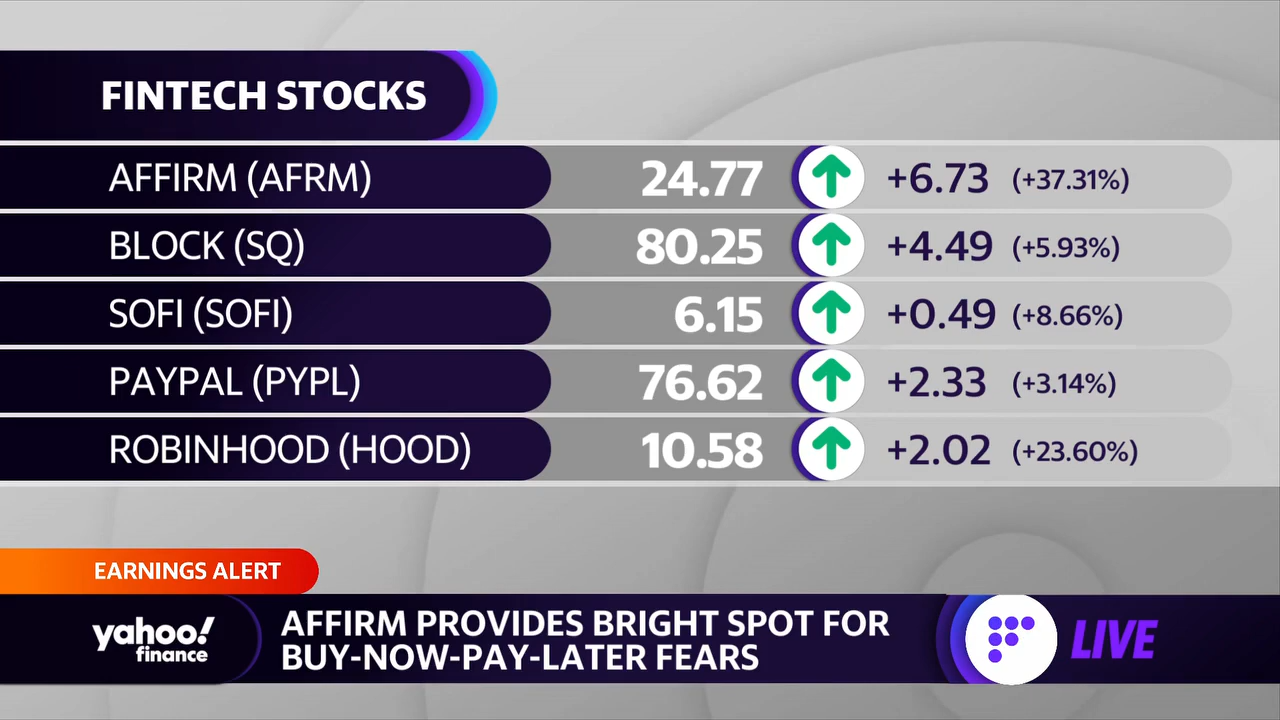 FINTECH STOCKS
AFFIRM (AFRM) 24.77 +6.73 (+37.31%)
BLOCK (SQ) 80.25 +4.49 (+5.93%)
SOFI (SOFI) 6.15 +0.49 (+8.66%)
PAYPAL (PYPL) 76.62 +2.33 (+3.14%)
ROBINHOOD (HOOD) 10.58 +2.02 (+23.60%)
EARNINGS ALERT
yahoo!
finance
AFFIRM PROVIDES BRIGHT SPOT FOR
BUY-NOW-PAY-LATER FEARS
LIVE